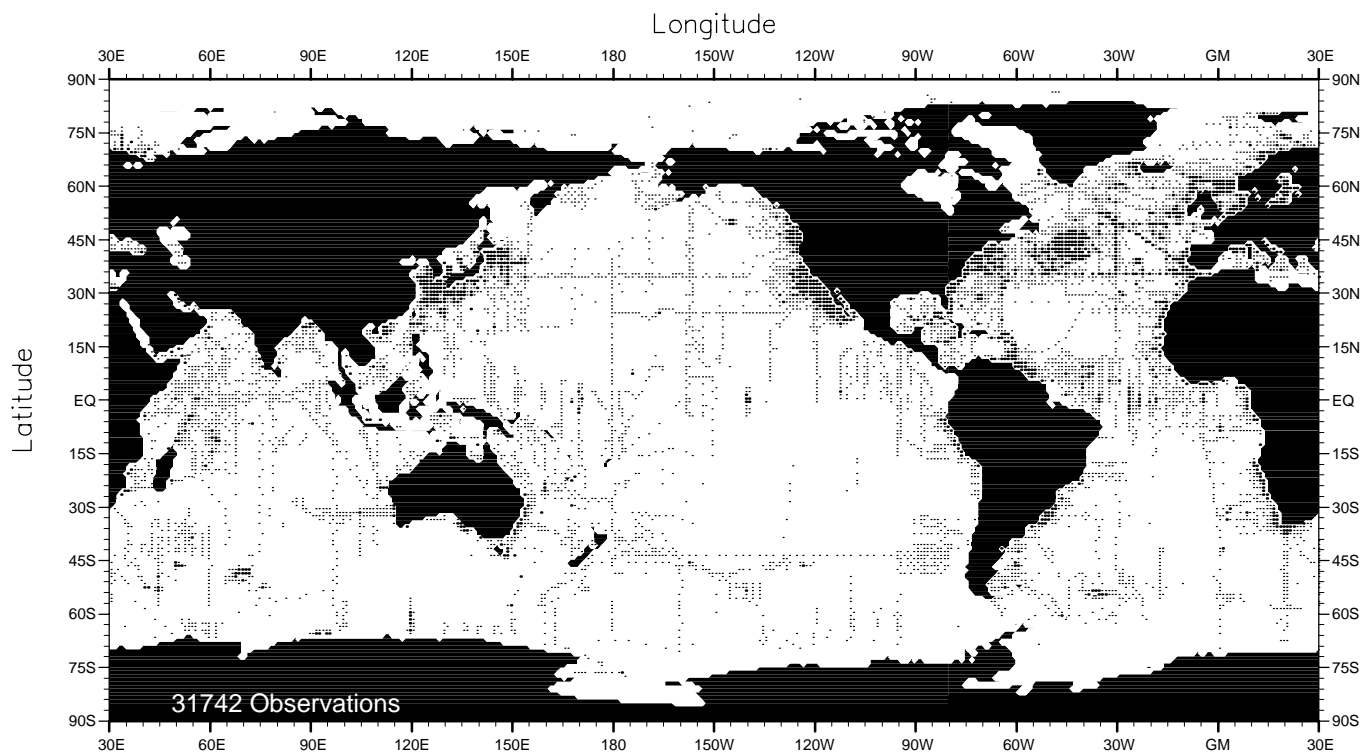 Longitude
30E 60E 90E 120E 150E 180 150W 120W 90W 60W 30W GM 30E
90N 90N
75N 75N
60N 60N
45N 45N
30N 30N
15N 15N
EQ EQ
15S 15S
30S 30S
45S 45S
60S 60S
75S 75S
90S 90S
Latitude
31742 Observations
30E 60E 90E 120E 150E 180 150W 120W 90W 60W 30W GM 30E